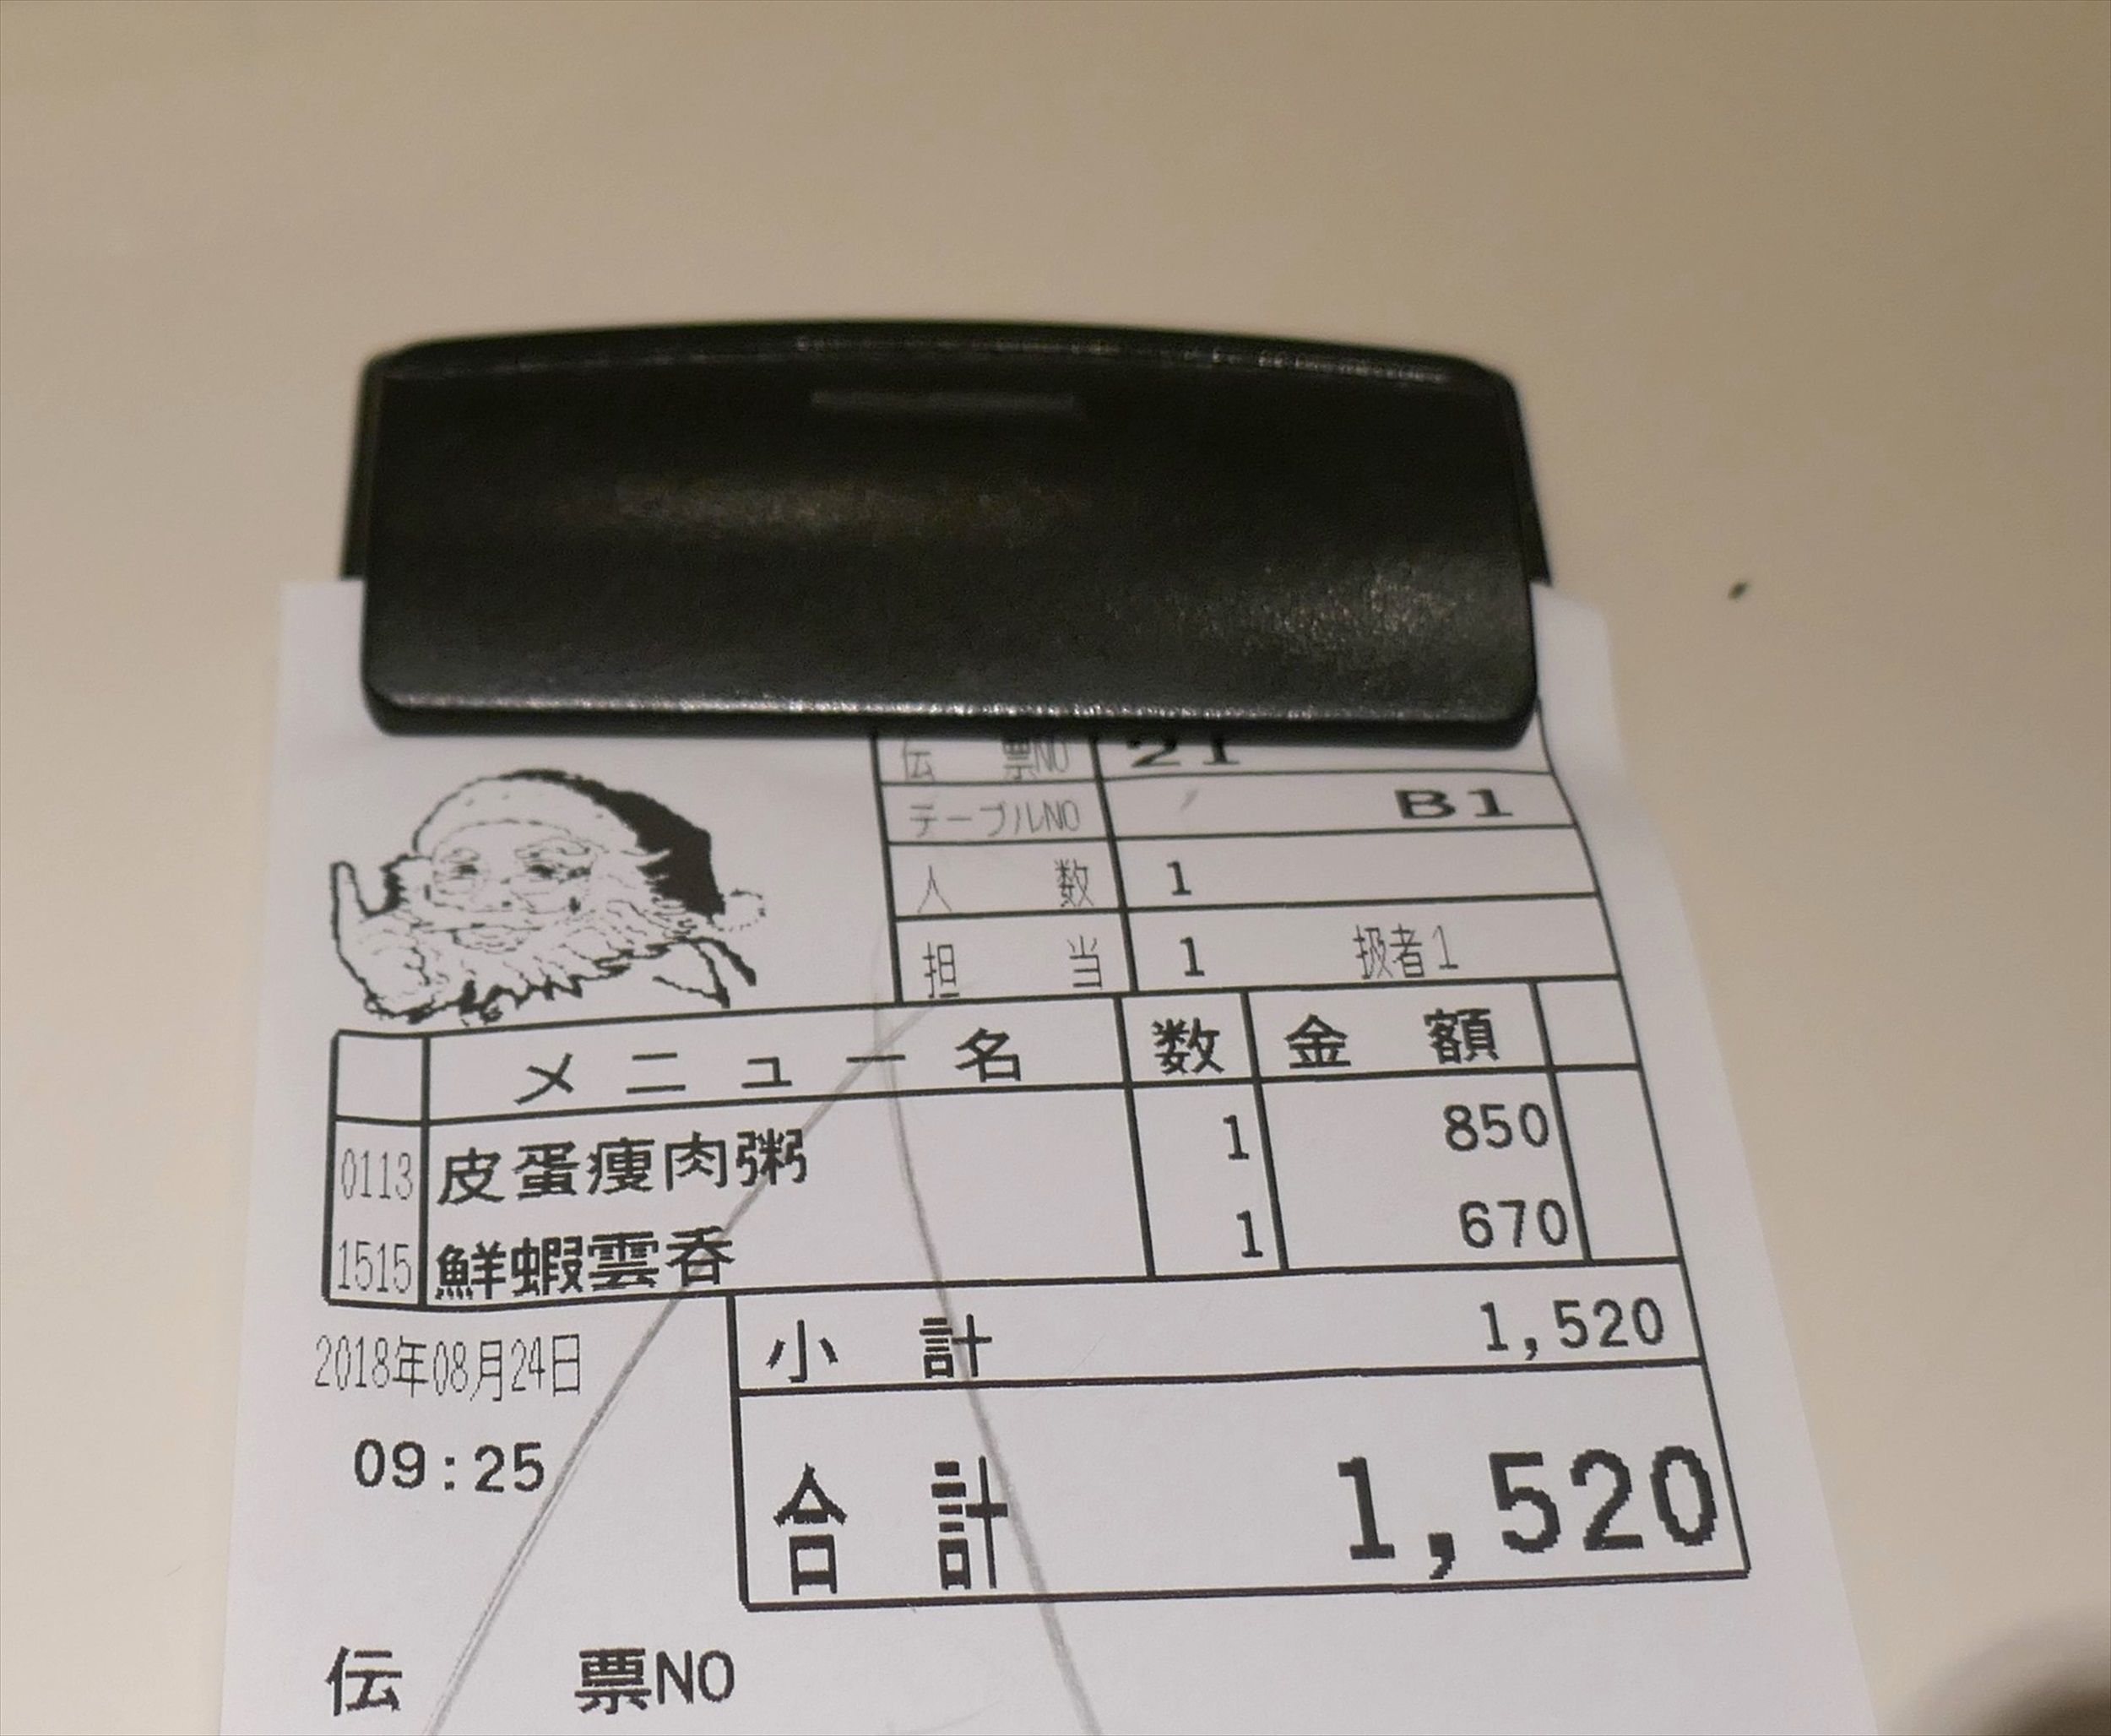 伝 票NO 21
テーブルNO B1
人 数 1
担 当 1 扱者1
メニュー名 数 金 額
0113 皮蛋痩肉粥 1 850
1515 鮮蝦雲呑 1 670
小 計 1,520
2018年08月24日
09:25
合 計 1,520
伝 票NO